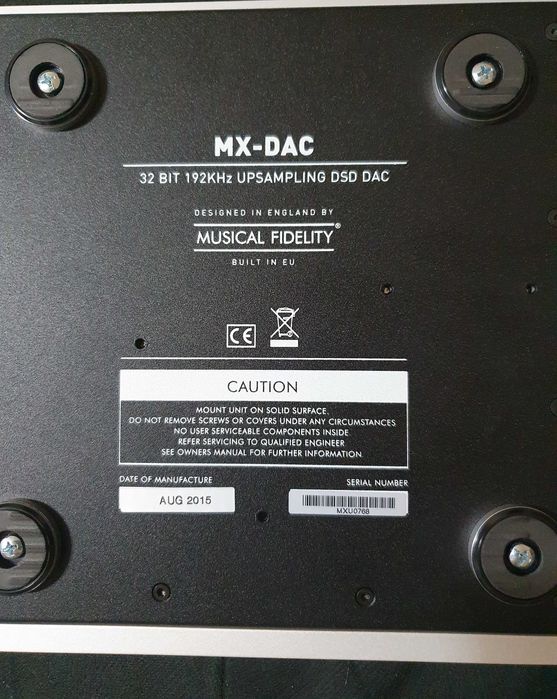 MX-DAC
32 BIT 192KHz UPSAMPLING DSD DAC
DESIGNED IN ENGLAND BY
MUSICAL FIDELITY®
BUILT IN EU
CE
CAUTION
MOUNT UNIT ON SOLID SURFACE.
DO NOT REMOVE SCREWS OR COVERS UNDER ANY CIRCUMSTANCES
NO USER SERVICEABLE COMPONENTS INSIDE
REFER SERVICING TO QUALIFIED ENGINEER
SEE OWNERS MANUAL FOR FURTHER INFORMATION
DATE OF MANUFACTURE SERIAL NUMBER
AUG 2015
MXU0768